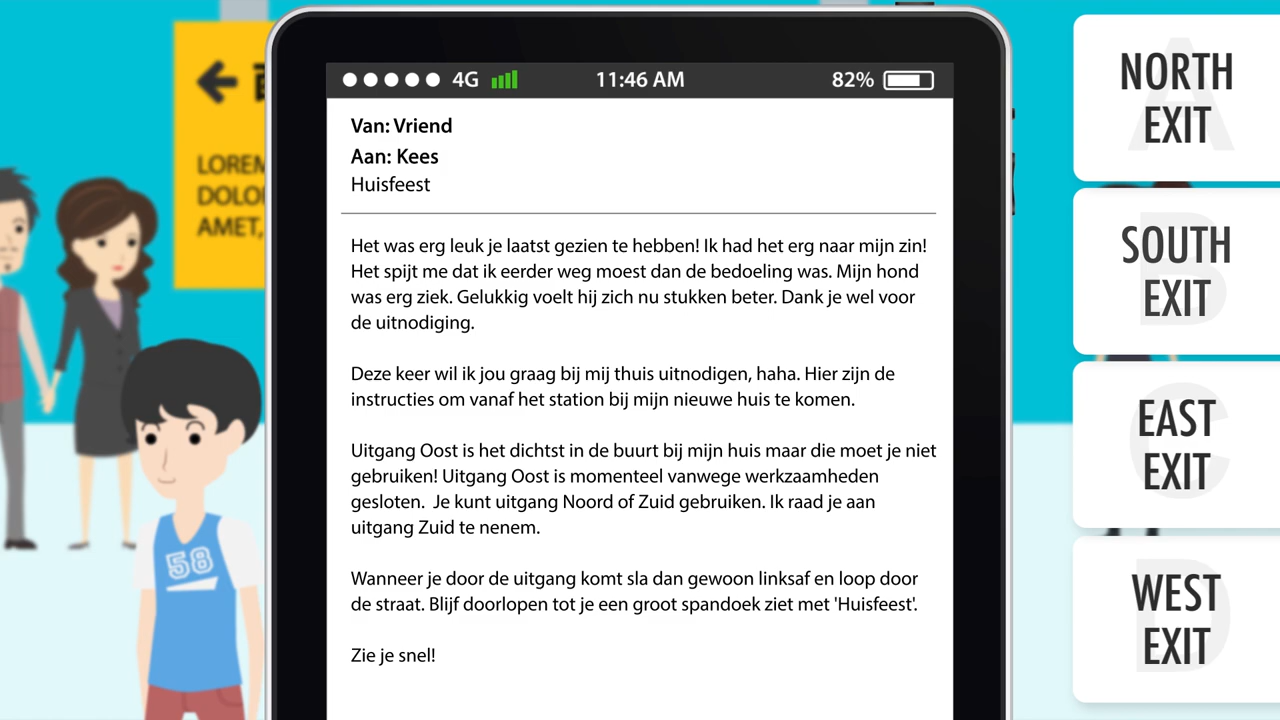 LOREM
DOLO
AMET,
4G
11:46 AM
82%
Van: Vriend
Aan: Kees
Huisfeest
Het was erg leuk je laatst gezien te hebben! Ik had het erg naar mijn zin!
Het spijt me dat ik eerder weg moest dan de bedoeling was. Mijn hond
was erg ziek. Gelukkig voelt hij zich nu stukken beter. Dank je wel voor
de uitnodiging.
Deze keer wil ik jou graag bij mij thuis uitnodigen, haha. Hier zijn de
instructies om vanaf het station bij mijn nieuwe huis te komen.
Uitgang Oost is het dichtst in de buurt bij mijn huis maar die moet je niet
gebruiken! Uitgang Oost is momenteel vanwege werkzaamheden
gesloten. Je kunt uitgang Noord of Zuid gebruiken. Ik raad je aan
uitgang Zuid te nenem.
Wanneer je door de uitgang komt sla dan gewoon linksaf en loop door
de straat. Blijf doorlopen tot je een groot spandoek ziet met 'Huisfeest'.
Zie je snel!
58
A
NORTH
EXIT
B
SOUTH
EXIT
C
EAST
EXIT
D
WEST
EXIT